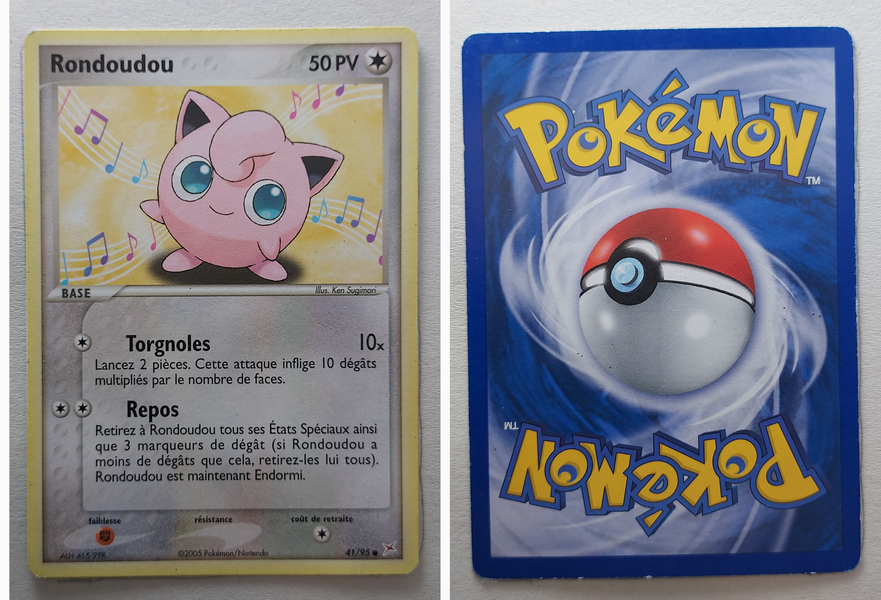 Rondoudou 50 PV
Illus. Ken Sugimori
BASE
Torgnoles 10x
Lancez 2 pièces. Cette attaque inflige 10 dégâts
multipliés par le nombre de faces.
Repos
Retirez à Rondoudou tous ses États Spéciaux ainsi
que 3 marqueurs de dégât (si Rondoudou a
moins de dégâts que cela, retirez-les lui tous).
Rondoudou est maintenant Endormi.
faiblesse résistance coût de retraite
©2005 Pokémon/Nintendo 41/95
POKéMON
TM
POKéMON
TM